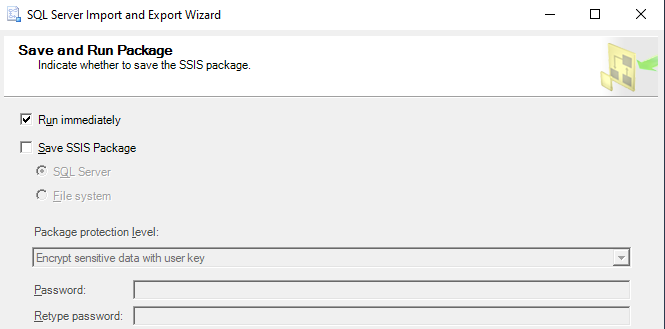 SQL Server Import and Export Wizard
Save and Run Package
Indicate whether to save the SSIS package.
Run immediately
Save SSIS Package
SQL Server
File system
Package protection level:
Encrypt sensitive data with user key
Password:
Retype password: